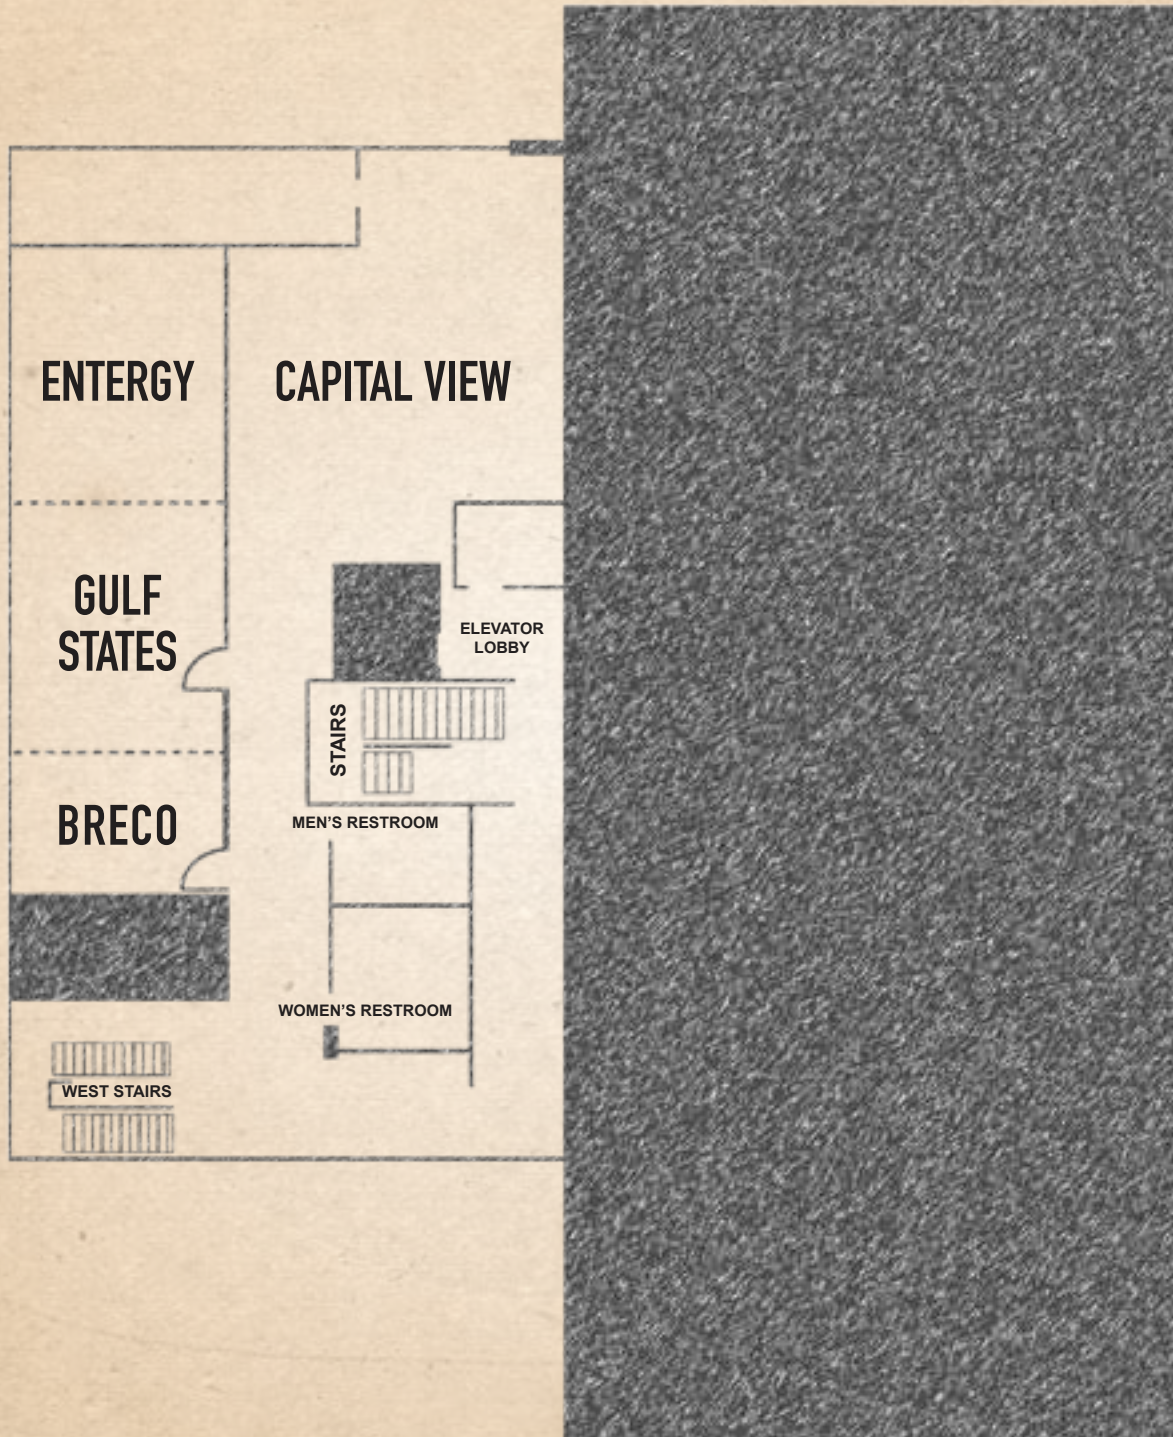 ENTERGY
CAPITAL VIEW
GULF
STATES
ELEVATOR
LOBBY
STAIRS
BRECO
MEN'S RESTROOM
WOMEN'S RESTROOM
WEST STAIRS